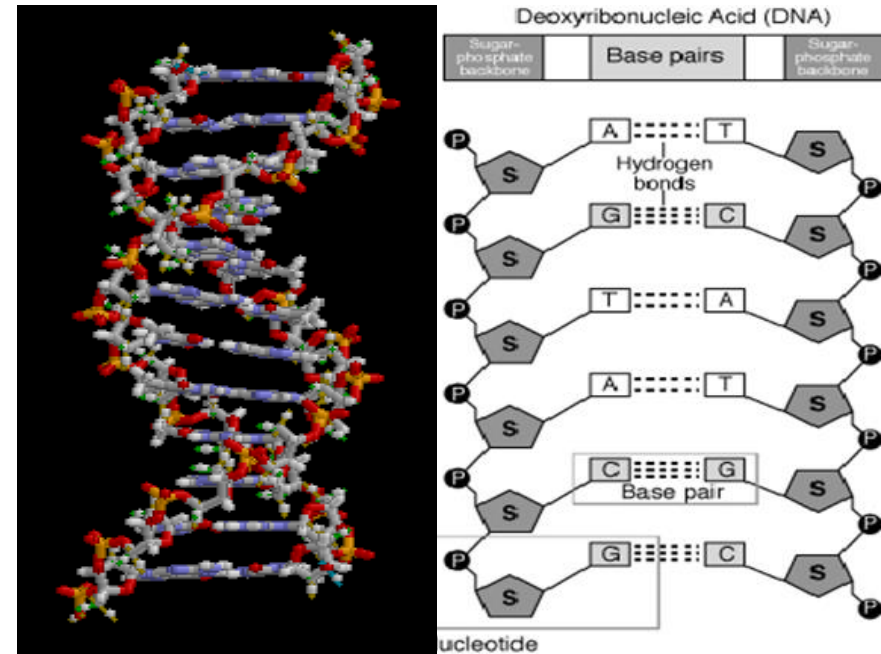 Deoxyribonucleic Acid (DNA)
Sugar-
phosphate
backbone
Base pairs
Sugar-
phosphate
backbone
P
A
T
S
S
Hydrogen
bonds
P
P
G
C
S
S
P
P
T
A
S
S
P
P
A
T
S
S
P
P
C
G
S
Base pair
S
P
P
G
C
S
S
P
ucleotide